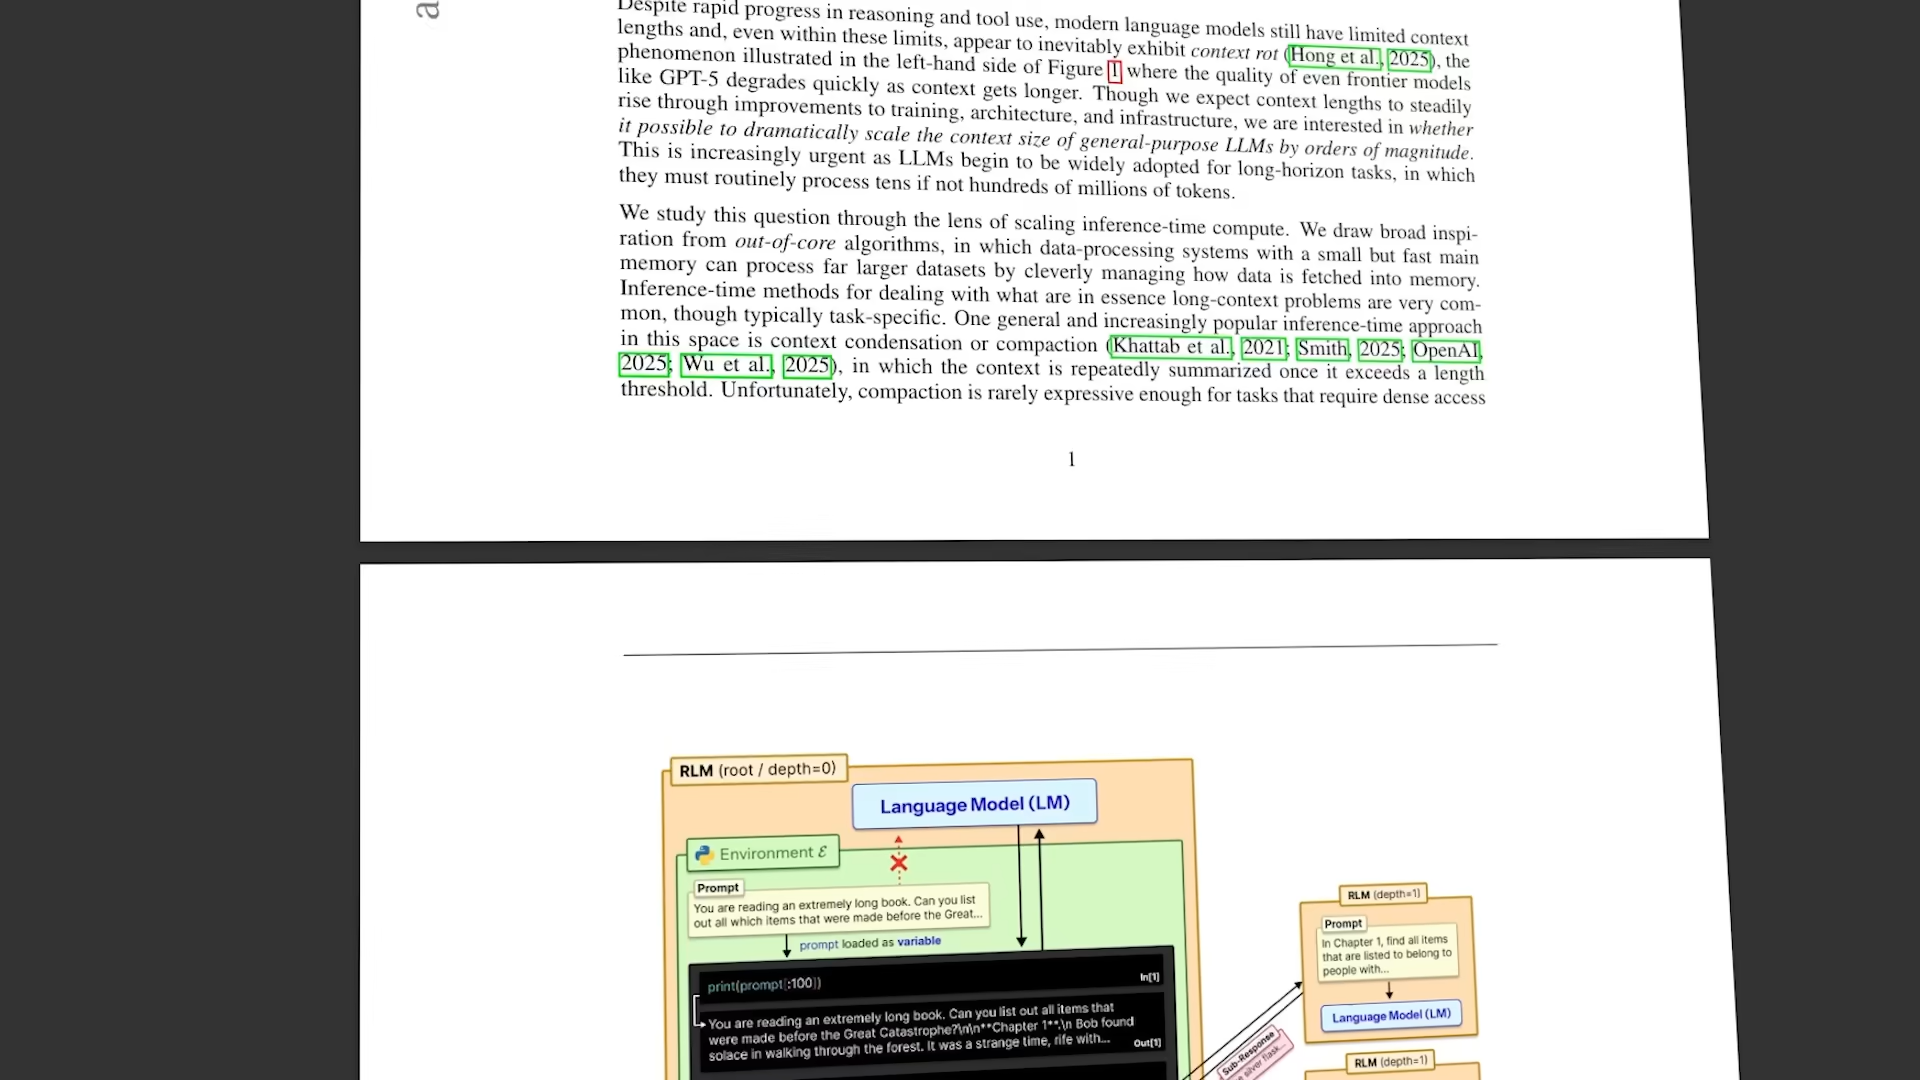 a
Despite rapid progress in reasoning and tool use, modern language models still have limited context
lengths and, even within these limits, appear to inevitably exhibit context rot (Hong et al., 2025), the
phenomenon illustrated in the left-hand side of Figure 1 where the quality of even frontier models
like GPT-5 degrades quickly as context gets longer. Though we expect context lengths to steadily
rise through improvements to training, architecture, and infrastructure, we are interested in whether
it possible to dramatically scale the context size of general-purpose LLMs by orders of magnitude.
This is increasingly urgent as LLMs begin to be widely adopted for long-horizon tasks, in which
they must routinely process tens if not hundreds of millions of tokens.
We study this question through the lens of scaling inference-time compute. We draw broad inspi-
ration from out-of-core algorithms, in which data-processing systems with a small but fast main
memory can process far larger datasets by cleverly managing how data is fetched into memory.
Inference-time methods for dealing with what are in essence long-context problems are very com-
mon, though typically task-specific. One general and increasingly popular inference-time approach
in this space is context condensation or compaction (Khattab et al., 2021; Smith, 2025; OpenAI,
2025; Wu et al., 2025), in which the context is repeatedly summarized once it exceeds a length
threshold. Unfortunately, compaction is rarely expressive enough for tasks that require dense access
1
RLM (root / depth=0)
Language Model (LM)
Environment ℰ
Prompt
You are reading an extremely long book. Can you list
out all which items that were made before the Great...
prompt loaded as variable
print(prompt[:100])
In[1]
You are reading an extremely long book. Can you list out all items that
were made before the Great Catastrophe?\n\n**Chapter 1**.\n Bob found
solace in walking through the forest. It was a strange time, rife with...
Out[1]
RLM (depth=1)
Prompt
In Chapter 1, find all items
that are listed to belong to
people with...
Language Model (LM)
Sub-Response
silver flask...
RLM (depth=1)